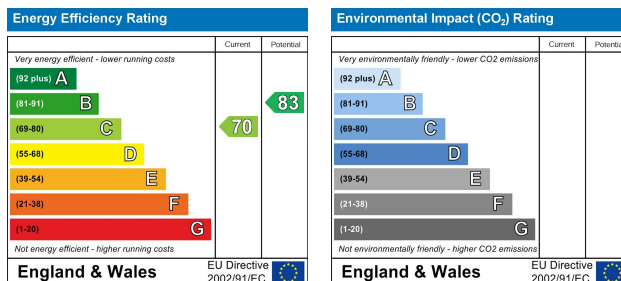 Energy Efficiency Rating
Current Potential
Very energy efficient - lower running costs
(92 plus) A
(81-91) B
83
(69-80) C
70
(55-68) D
(39-54) E
(21-38) F
(1-20) G
Not energy efficient - higher running costs
England & Wales
EU Directive
2002/91/EC
Environmental Impact (CO₂) Rating
Current Potentia
Very environmentally friendly - lower CO2 emissions
(92 plus) A
(81-91) B
(69-80) C
(55-68) D
(39-54) E
(21-38) F
(1-20) G
Not environmentally friendly - higher CO2 emissions
England & Wales
EU Directive
2002/91/EC